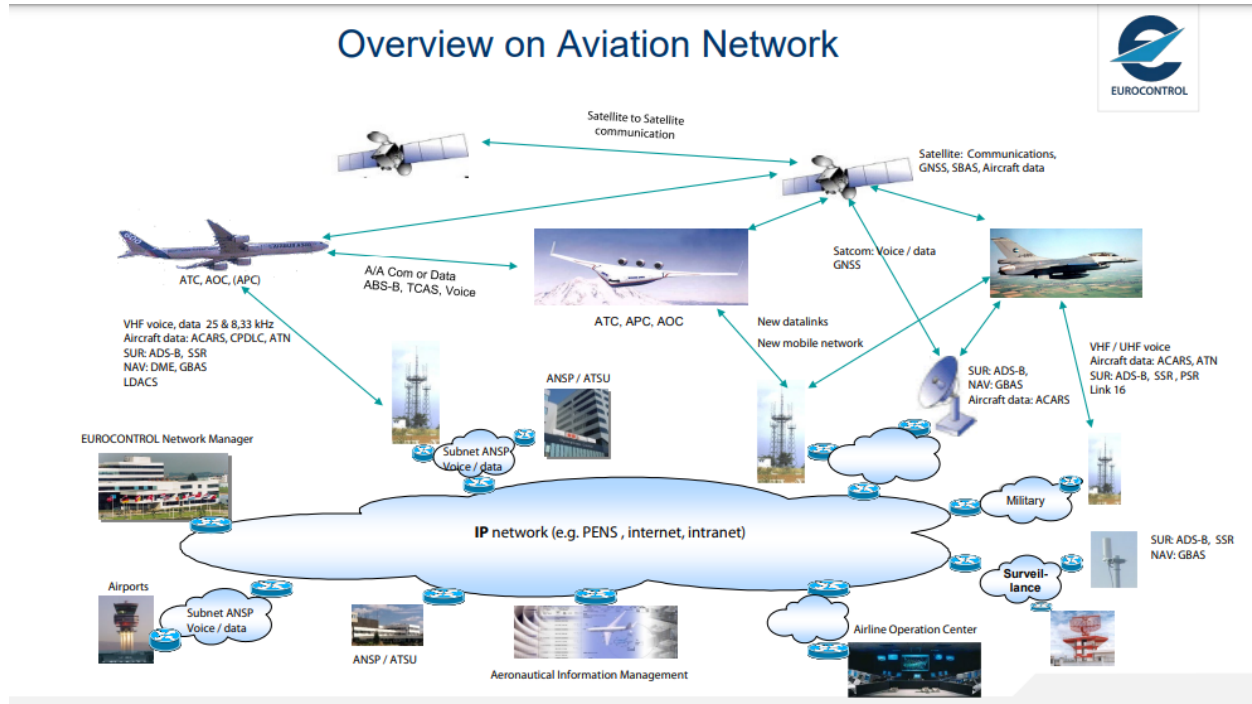 Overview on Aviation Network
EUROCONTROL
Satellite to Satellite
communication
Satellite: Communications,
GNSS, SBAS, Aircraft data
ATC, AOC, (APC)
A/A Com or Data
ABS-B, TCAS, Voice
ATC, APC, AOC
Satcom: Voice / data
GNSS
VHF voice, data 25 & 8,33 kHz
Aircraft data: ACARS, CPDLC, ATN
SUR: ADS-B, SSR
NAV: DME, GBAS
LDACS
New datalinks
New mobile network
VHF / UHF voice
Aircraft data: ACARS, ATN
SUR: ADS-B, SSR , PSR
Link 16
SUR: ADS-B,
NAV: GBAS
Aircraft data: ACARS
ANSP / ATSU
EUROCONTROL Network Manager
Subnet ANSP
Voice / data
Military
IP network (e.g. PENS , internet, intranet)
SUR: ADS-B, SSR
NAV: GBAS
Surveil-
lance
Airports
Subnet ANSP
Voice / data
ANSP / ATSU
Aeronautical Information Management
Airline Operation Center